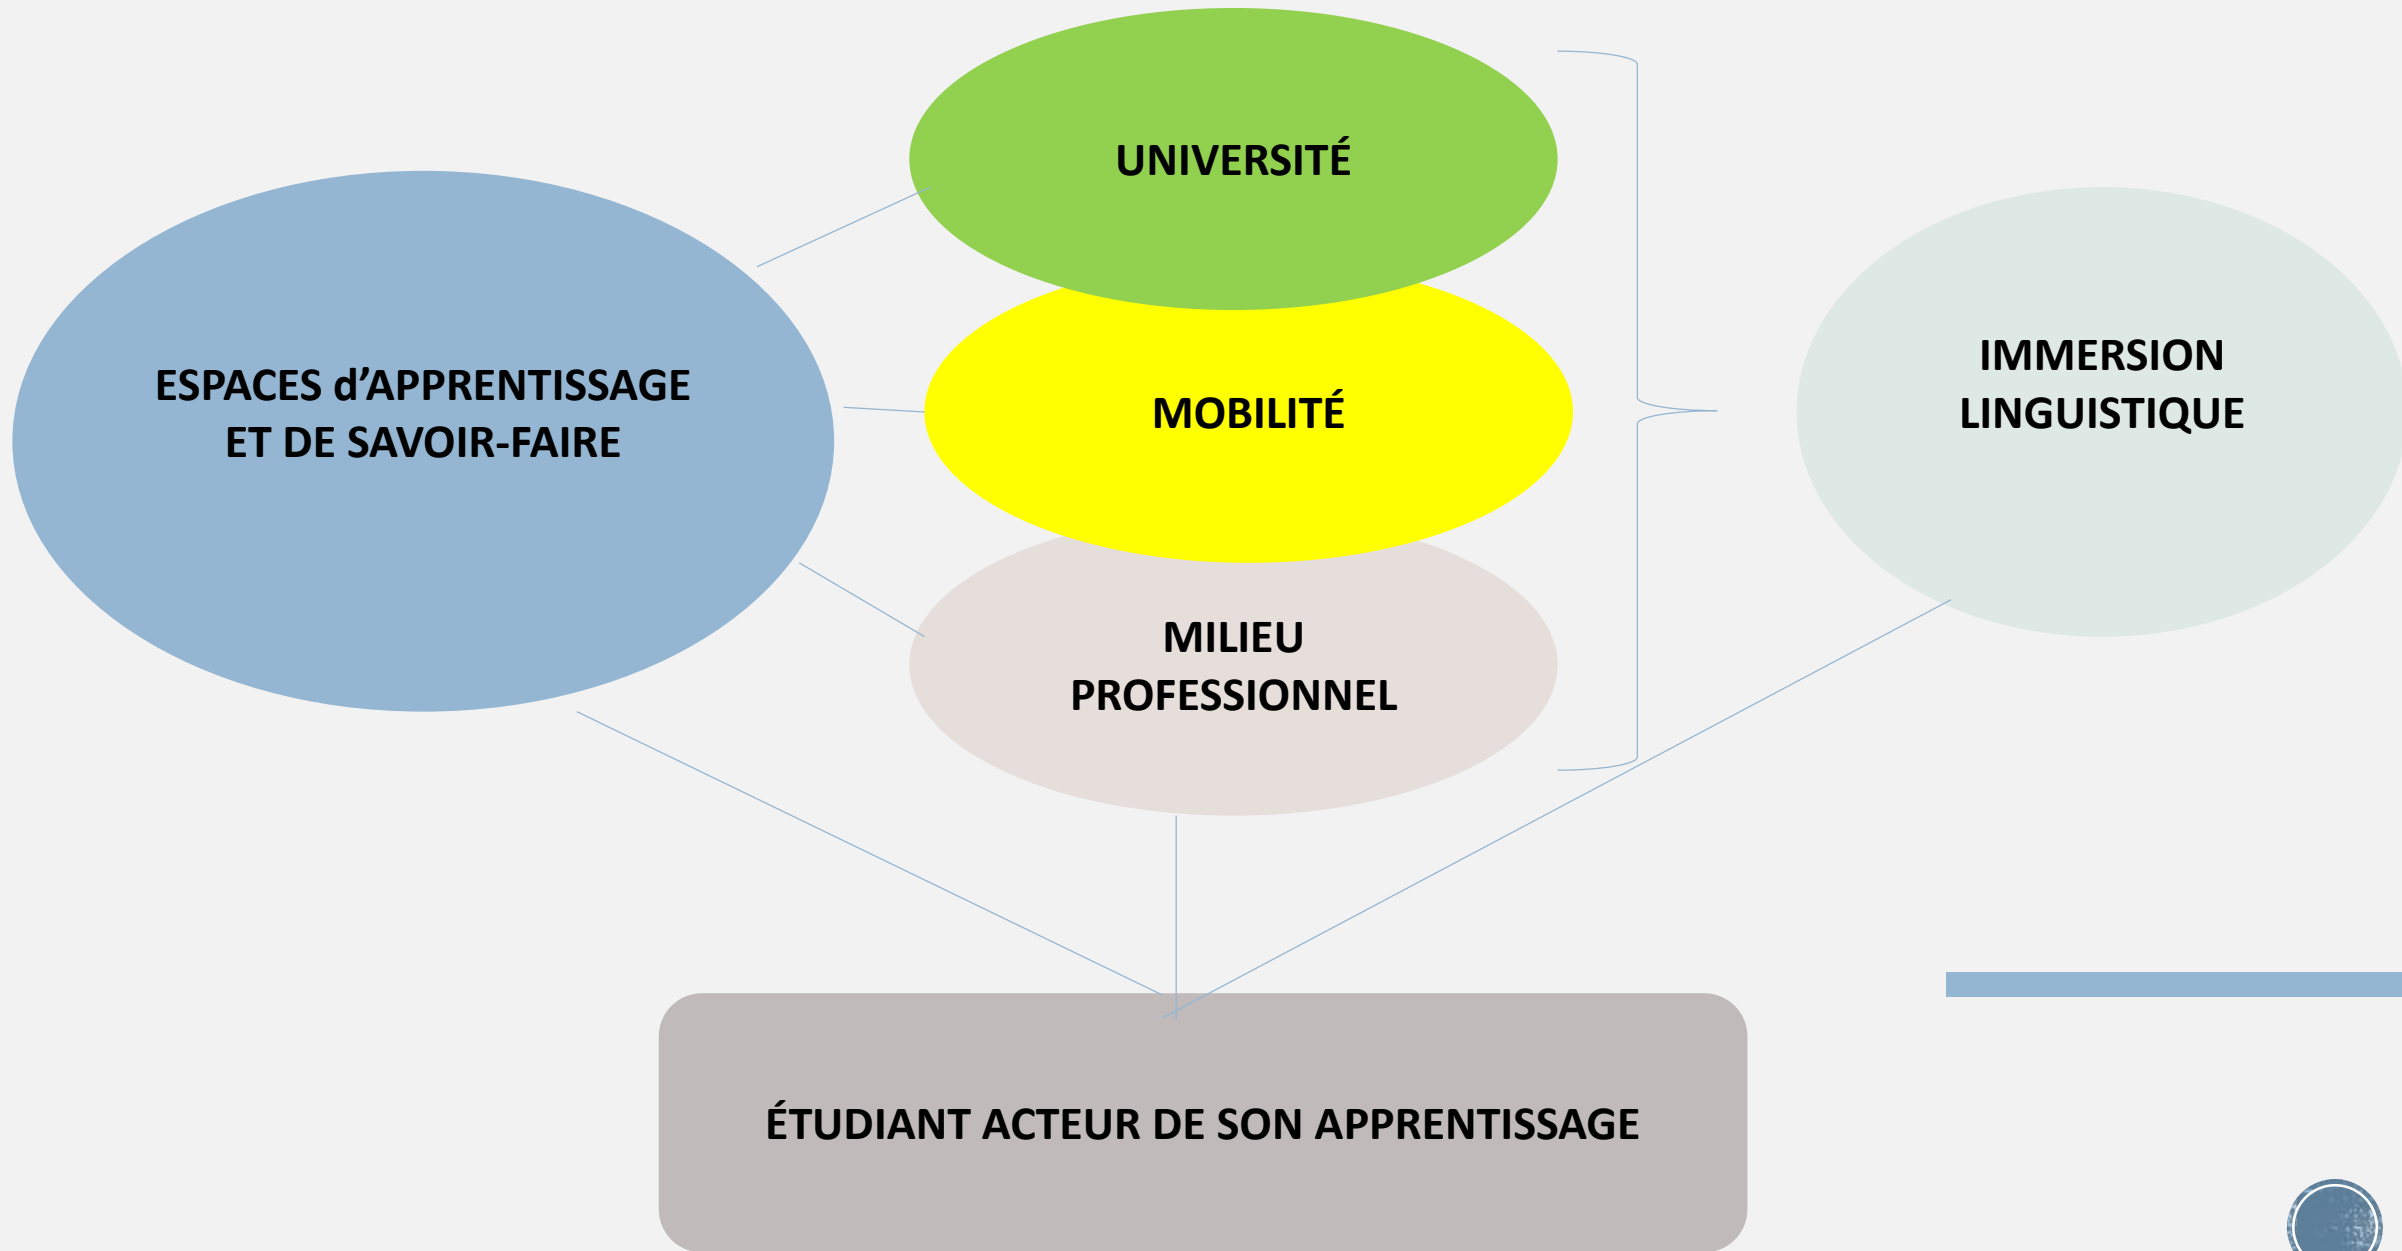 UNIVERSITÉ
ESPACES d’APPRENTISSAGE
ET DE SAVOIR-FAIRE
MOBILITÉ
MILIEU
PROFESSIONNEL
IMMERSION
LINGUISTIQUE
ÉTUDIANT ACTEUR DE SON APPRENTISSAGE